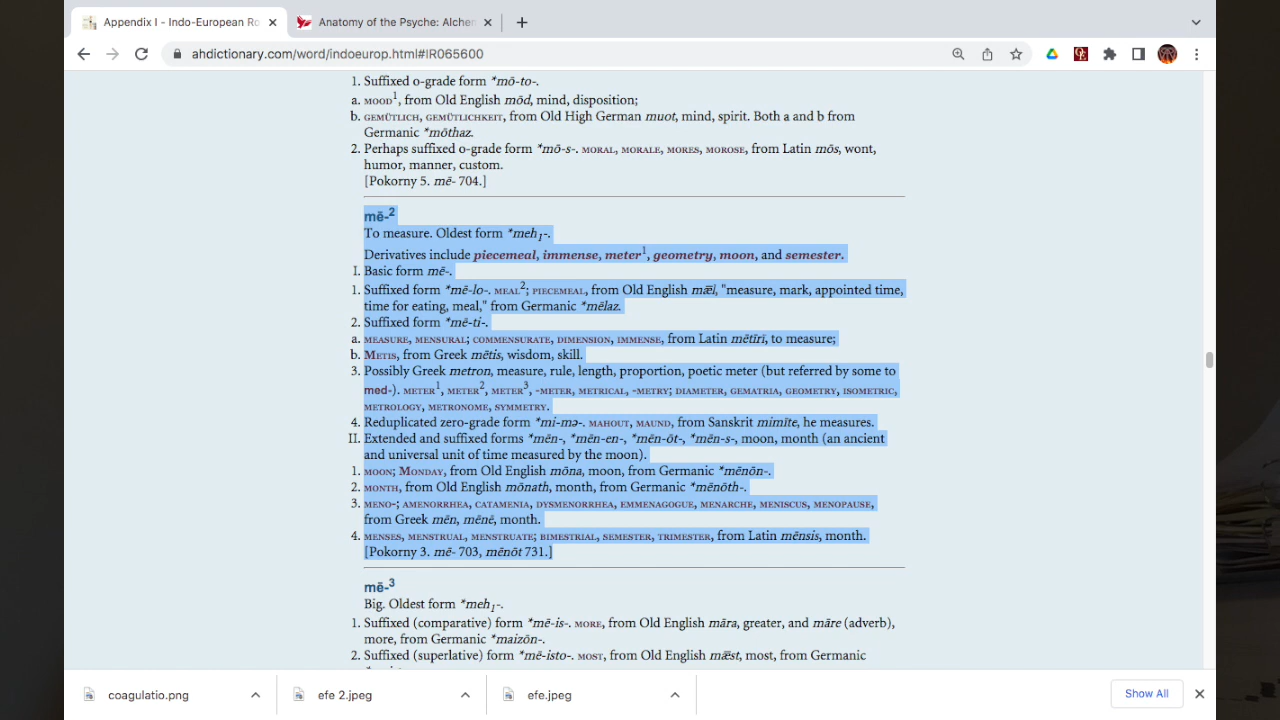 Appendix I - Indo-European Ro
Anatomy of the Psyche: Alchem
ahdictionary.com/word/indoeurop.html#IR065600
1. Suffixed o-grade form *mō-to-.
a. MOOD1, from Old English mōd, mind, disposition;
b. GEMÜTLICH, GEMÜTLICHKEIT, from Old High German muot, mind, spirit. Both a and b from
Germanic *mōthaz.
2. Perhaps suffixed o-grade form *mō-s-. MORAL, MORALE, MORES, MOROSE, from Latin mōs, wont,
humor, manner, custom.
[Pokorny 5. mē- 704.]
mē-2
To measure. Oldest form *meh1-.
Derivatives include piecemeal, immense, meter1, geometry, moon, and semester.
I. Basic form mē-.
1. Suffixed form *mē-lo-. MEAL2; PIECEMEAL, from Old English mǣl, "measure, mark, appointed time,
time for eating, meal," from Germanic *mēlaz.
2. Suffixed form *mē-ti-.
a. MEASURE, MENSURAL; COMMENSURATE, DIMENSION, IMMENSE, from Latin mētīrī, to measure;
b. METIS, from Greek mētis, wisdom, skill.
3. Possibly Greek metron, measure, rule, length, proportion, poetic meter (but referred by some to
med-). METER1, METER2, METER3, -METER, METRICAL, -METRY; DIAMETER, GEMATRIA, GEOMETRY, ISOMETRIC,
METROLOGY, METRONOME, SYMMETRY.
4. Reduplicated zero-grade form *mi-mə-. MAHOUT, MAUND, from Sanskrit mimīte, he measures.
II. Extended and suffixed forms *mēn-, *mēn-en-, *mēn-ōt-, *mēn-s-, moon, month (an ancient
and universal unit of time measured by the moon).
1. MOON; MONDAY, from Old English mōna, moon, from Germanic *mēnōn-.
2. MONTH, from Old English mōnath, month, from Germanic *mēnōth-.
3. MENO-; AMENORRHEA, CATAMENIA, DYSMENORRHEA, EMMENAGOGUE, MENARCHE, MENISCUS, MENOPAUSE,
from Greek mēn, mēnē, month.
4. MENSES, MENSTRUAL, MENSTRUATE; BIMESTRIAL, SEMESTER, TRIMESTER, from Latin mēnsis, month.
[Pokorny 3. mē- 703, mēnōt 731.]
mē-3
Big. Oldest form *meh1-.
1. Suffixed (comparative) form *mē-is-. MORE, from Old English māra, greater, and māre (adverb),
more, from Germanic *maizōn-.
2. Suffixed (superlative) form *mē-isto-. MOST, from Old English mǣst, most, from Germanic
coagulatio.png
efe 2.jpeg
efe.jpeg
Show All